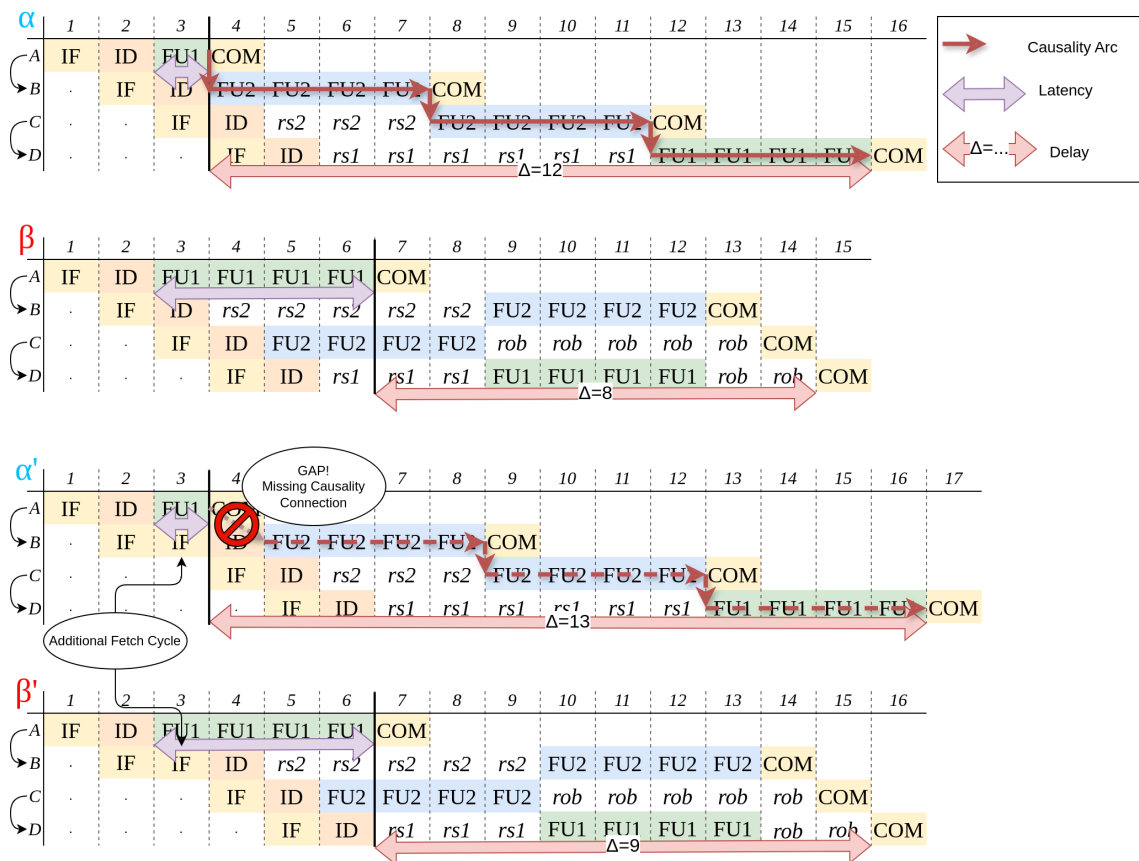 α 1 2 3 4 5 6 7 8 9 10 11 12 13 14 15 16
A IF ID FU1 COM
B . IF ID FU2 FU2 FU2 FU2 COM
C . . IF ID rs2 rs2 rs2 FU2 FU2 FU2 FU2 COM
D . . . IF ID rs1 rs1 rs1 rs1 rs1 rs1 FU1 FU1 FU1 FU1 COM
Δ=12
Causality Arc
Latency
Δ=... Delay
β 1 2 3 4 5 6 7 8 9 10 11 12 13 14 15
A IF ID FU1 FU1 FU1 FU1 COM
B . IF ID rs2 rs2 rs2 rs2 rs2 FU2 FU2 FU2 FU2 COM
C . . IF ID FU2 FU2 FU2 FU2 rob rob rob rob rob COM
D . . . IF ID rs1 rs1 rs1 FU1 FU1 FU1 FU1 rob rob COM
Δ=8
α' 1 2 3 4 7 8 9 10 11 12 13 14 15 16 17
GAP!
Missing Causality
Connection
A IF ID FU1 COM
B . IF IF ID FU2 FU2 FU2 FU2 COM
C . . . IF ID rs2 rs2 rs2 FU2 FU2 FU2 FU2 COM
D . . . . IF ID rs1 rs1 rs1 rs1 rs1 rs1 FU1 FU1 FU1 FU1 COM
Δ=13
Additional Fetch Cycle
β' 1 2 3 4 5 6 7 8 9 10 11 12 13 14 15 16
A IF ID FU1 FU1 FU1 FU1 COM
B . IF IF ID rs2 rs2 rs2 rs2 rs2 FU2 FU2 FU2 FU2 COM
C . . . IF ID FU2 FU2 FU2 FU2 rob rob rob rob rob COM
D . . . . IF ID rs1 rs1 rs1 FU1 FU1 FU1 FU1 rob rob COM
Δ=9